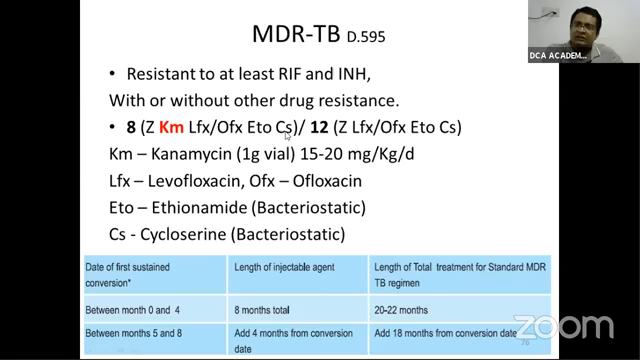 MDR-TB D.595
DCA ACADEM...
• Resistant to at least RIF and INH,
With or without other drug resistance.
• 8 (Z Km Lfx/Ofx Eto Cs)/ 12 (Z Lfx/Ofx Eto Cs)
Km – Kanamycin (1g vial) 15-20 mg/Kg/d
Lfx – Levofloxacin, Ofx – Ofloxacin
Eto – Ethionamide (Bacteriostatic)
Cs - Cycloserine (Bacteriostatic)
Date of first sustained
conversion*
Length of injectable agent
Length of Total treatment for Standard MDR
TB regimen
Between month 0 and 4
8 months total
20-22 months
Between months 5 and 8
Add 4 months from conversion
date
Add 18 months from conversion date
zoom
76